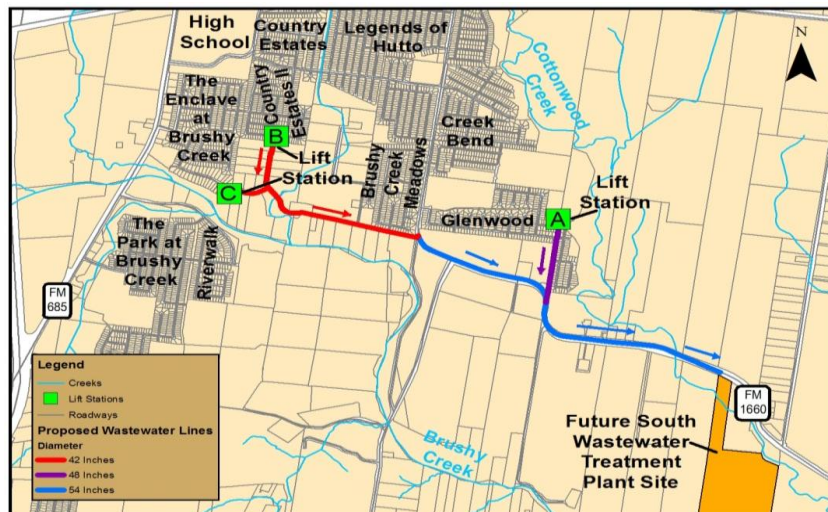 High
School
Country
Estates
Legends of
Hutto
Cottonwood
Creek
N
The
Enclave at
Brushy
Creek
Country
Estates II
B
Lift
Station
C
Brushy
Creek
Meadows
Creek
Bend
Glenwood
A
Lift
Station
The
Park at
Brushy
Creek
Riverwalk
FM
685
FM
1660
Brushy
Creek
Future South
Wastewater
Treatment
Plant Site
Legend
Creeks
Lift Stations
Roadways
Proposed Wastewater Lines
Diameter
42 Inches
48 Inches
54 Inches